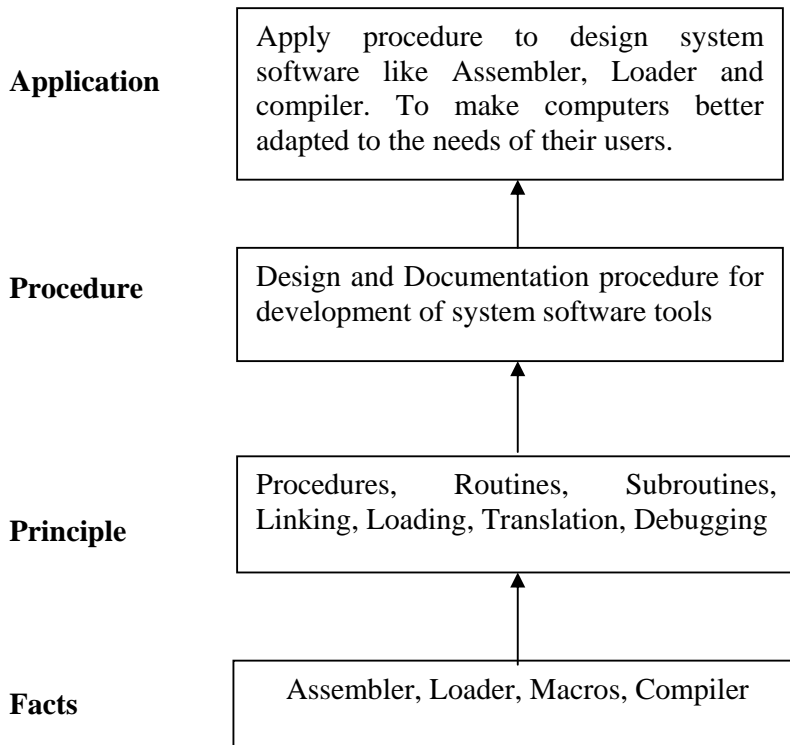 Application
Apply procedure to design system
software like Assembler, Loader and
compiler. To make computers better
adapted to the needs of their users.
Procedure
Design and Documentation procedure for
development of system software tools
Principle
Procedures, Routines, Subroutines,
Linking, Loading, Translation, Debugging
Facts
Assembler, Loader, Macros, Compiler